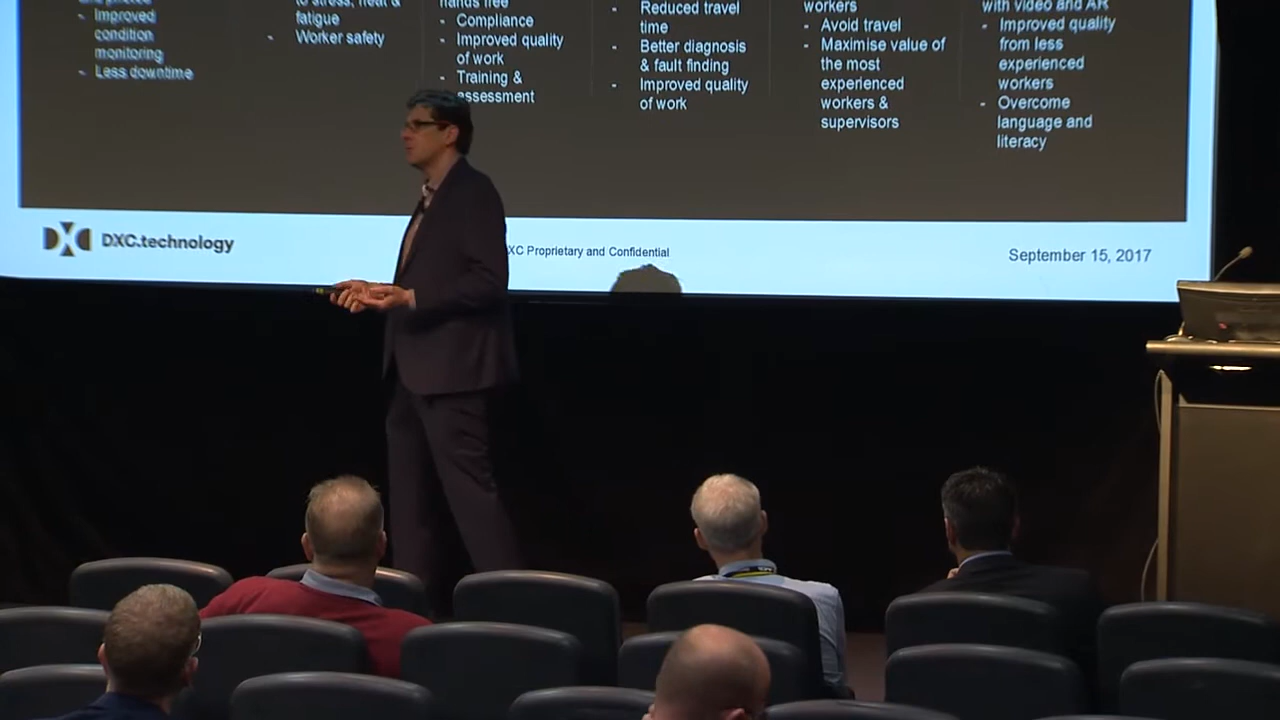 - Improved
condition
monitoring
- Less downtime
to stress, heat &
fatigue
- Worker safety
hands free
- Compliance
- Improved quality
of work
- Training &
assessment
- Reduced travel
time
- Better diagnosis
& fault finding
- Improved quality
of work
workers
- Avoid travel
- Maximise value of
the most
experienced
workers &
supervisors
with video and AR
- Improved quality
from less
experienced
workers
- Overcome
language and
literacy
DXC.technology
XC Proprietary and Confidential
September 15, 2017